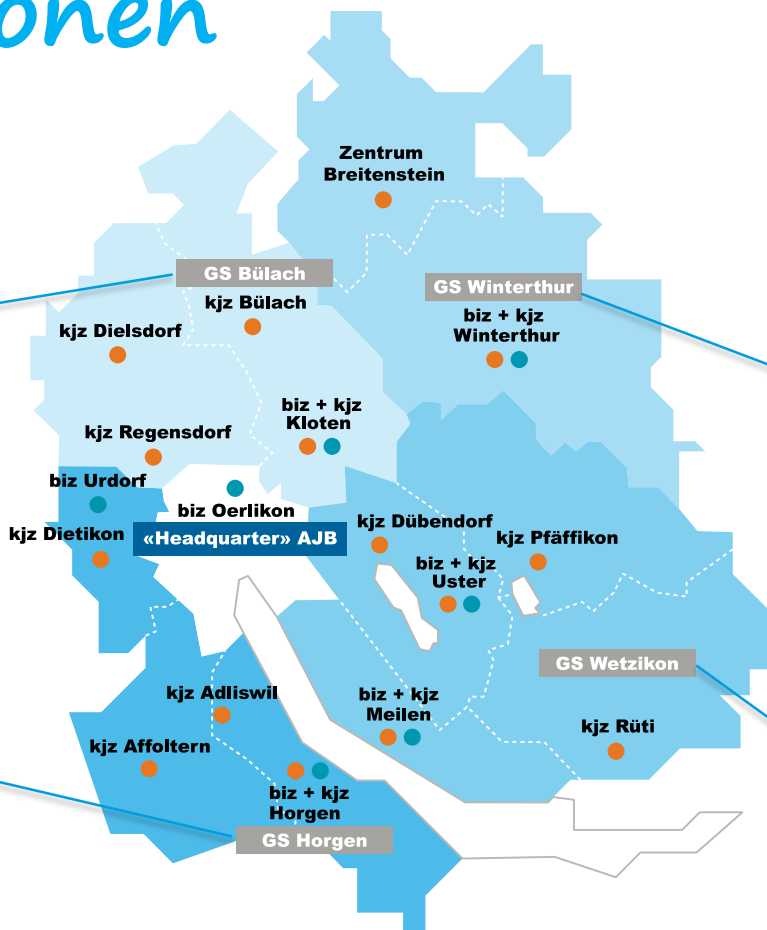 onen
Zentrum
Breitenstein
GS Bülach
kjz Bülach
GS Winterthur
biz + kjz
Winterthur
kjz Dielsdorf
biz + kjz
Kloten
kjz Regensdorf
biz Urdorf
biz Oerlikon
kjz Dietikon
«Headquarter» AJB
kjz Dübendorf
kjz Pfäffikon
biz + kjz
Uster
GS Wetzikon
kjz Adliswil
biz + kjz
Meilen
kjz Rüti
kjz Affoltern
biz + kjz
Horgen
GS Horgen